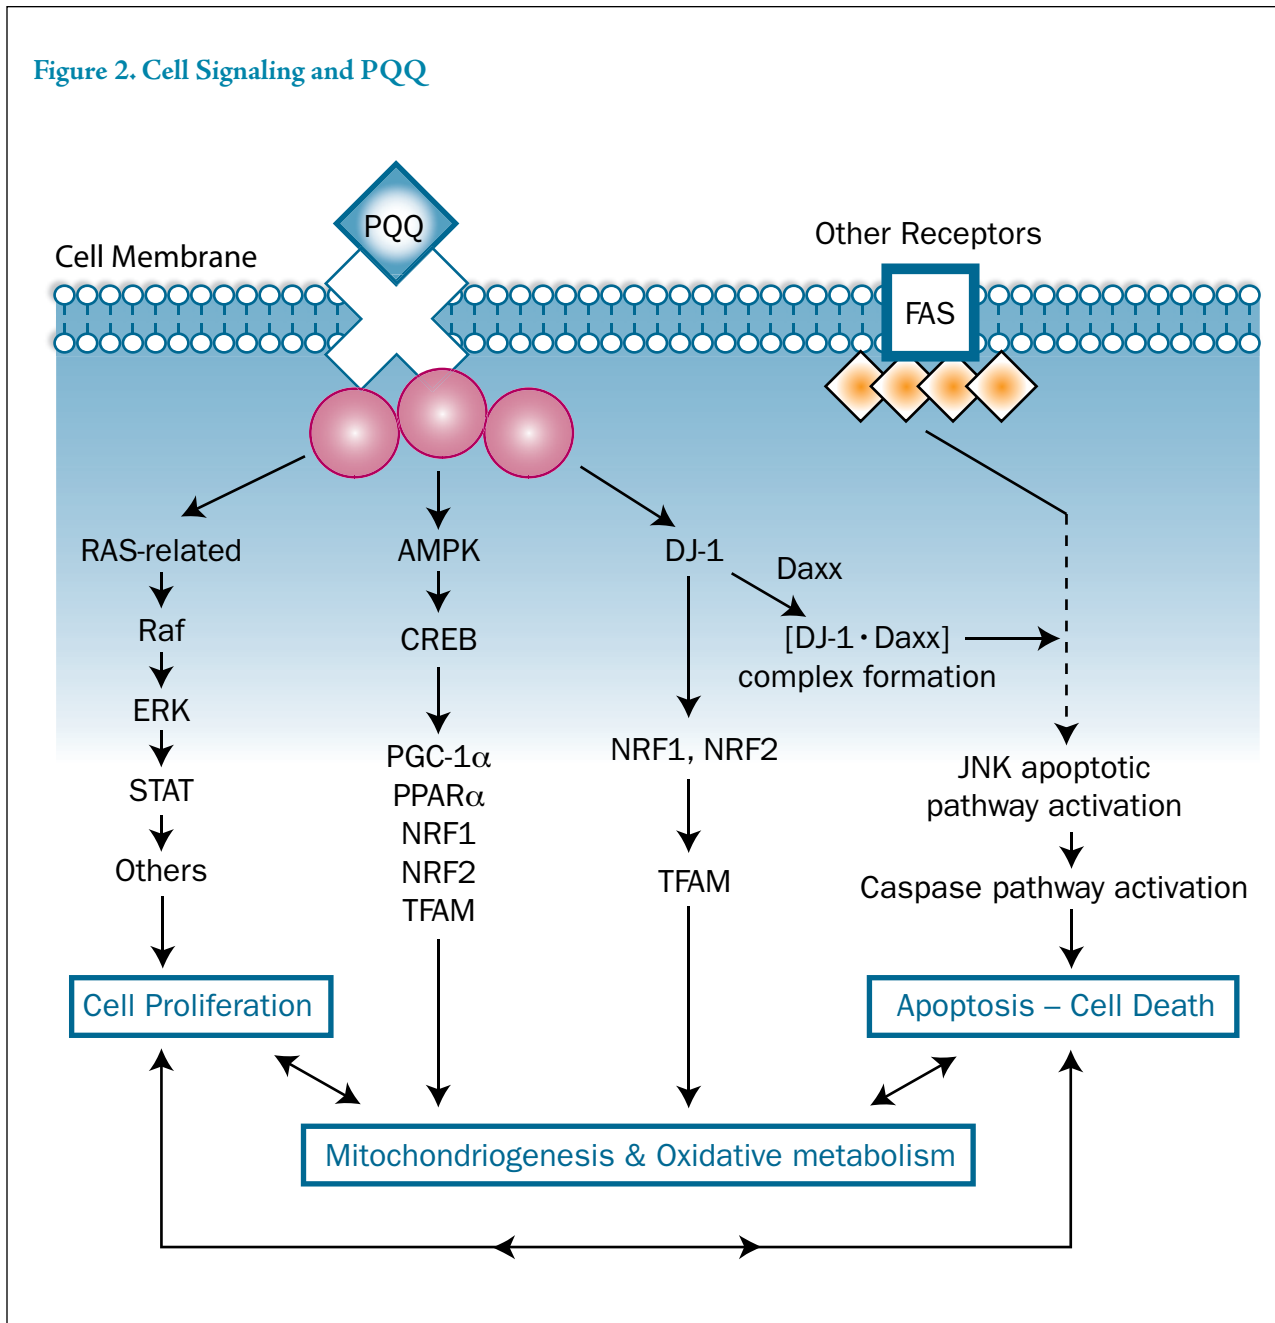 Figure 2. Cell Signaling and PQQ
PQQ
Cell Membrane
Other Receptors
FAS
RAS-related
Raf
ERK
STAT
Others
Cell Proliferation
AMPK
CREB
PGC-1α
PPARα
NRF1
NRF2
TFAM
DJ-1
Daxx
[DJ-1 • Daxx]
complex formation
NRF1, NRF2
TFAM
JNK apoptotic
pathway activation
Caspase pathway activation
Apoptosis – Cell Death
Mitochondriogenesis & Oxidative metabolism